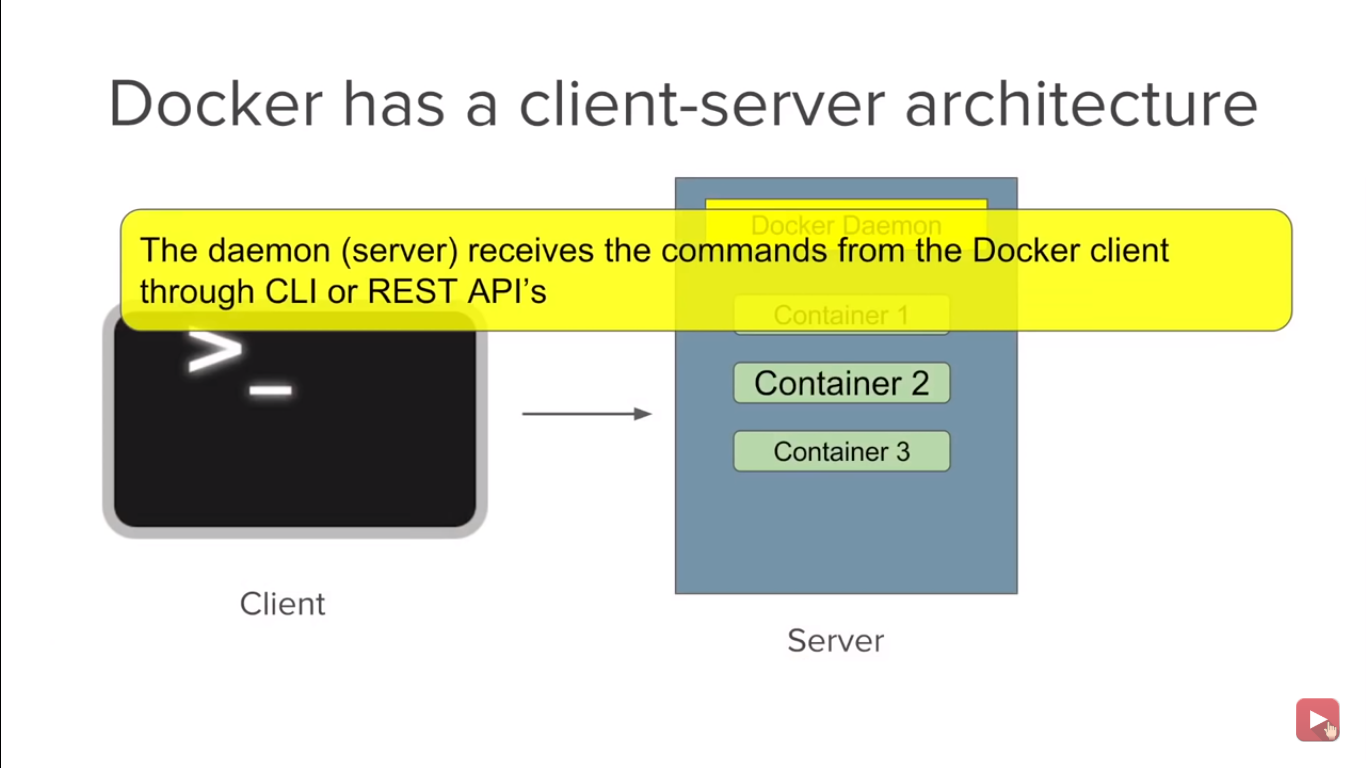 Docker has a client-server architecture
Docker Daemon
The daemon (server) receives the commands from the Docker client
through CLI or REST API’s
Container 1
>_
Container 2
Container 3
Client
Server